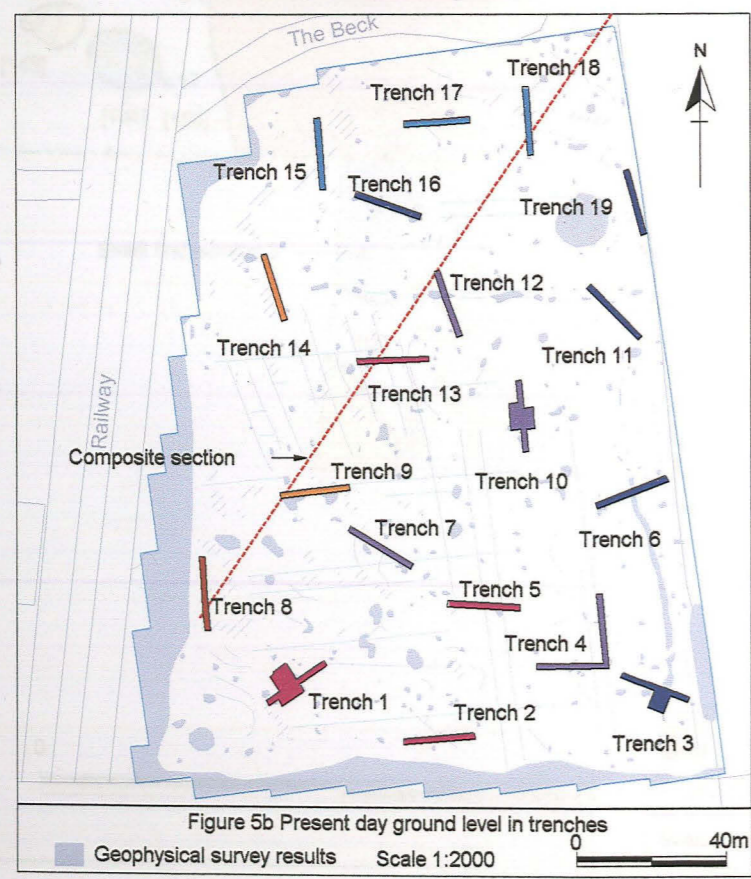 The Beck
N
Trench 18
Trench 17
Trench 15
Trench 16
Trench 19
Trench 12
Trench 14
Trench 11
Trench 13
Railway
Composite section
Trench 9
Trench 10
Trench 7
Trench 6
Trench 5
Trench 8
Trench 4
Trench 1
Trench 2
Trench 3
Figure 5b Present day ground level in trenches
Geophysical survey results
Scale 1:2000
0
40m